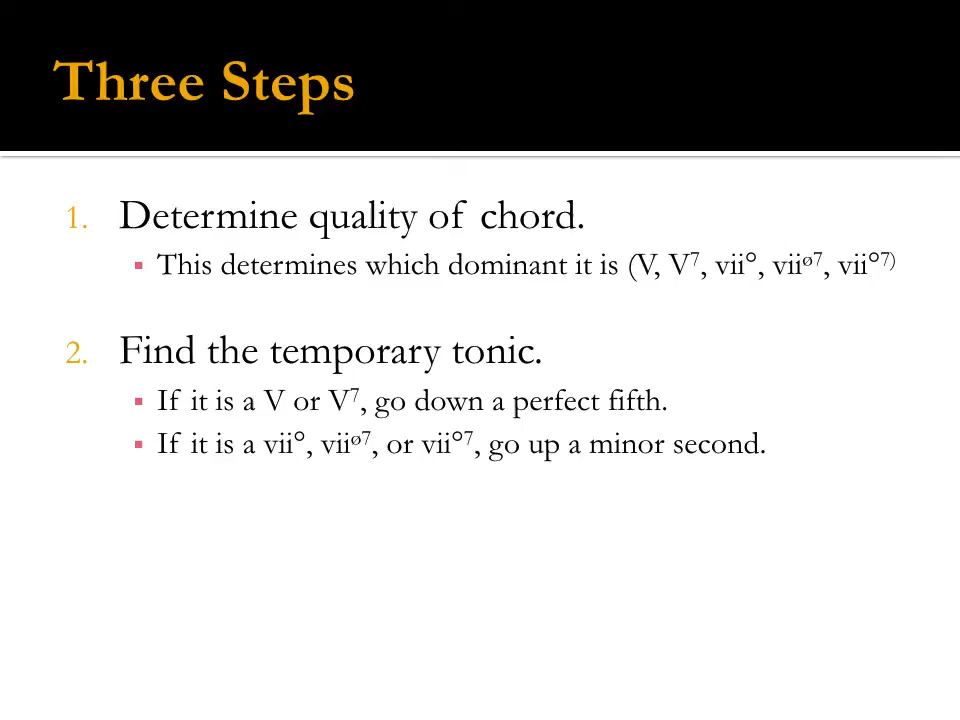 Three Steps
1. Determine quality of chord.
▪ This determines which dominant it is (V, V⁷, vii°, viiø⁷, vii°⁷⁾
2. Find the temporary tonic.
▪ If it is a V or V⁷, go down a perfect fifth.
▪ If it is a vii°, viiø⁷, or vii°⁷, go up a minor second.